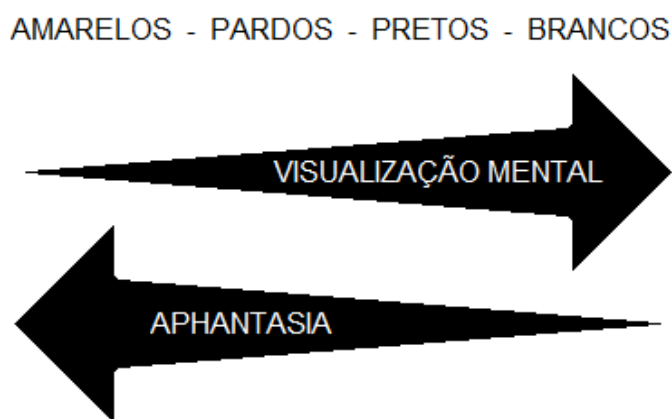 AMARELOS - PARDOS - PRETOS - BRANCOS
VISUALIZAÇÃO MENTAL
APHANTASIA